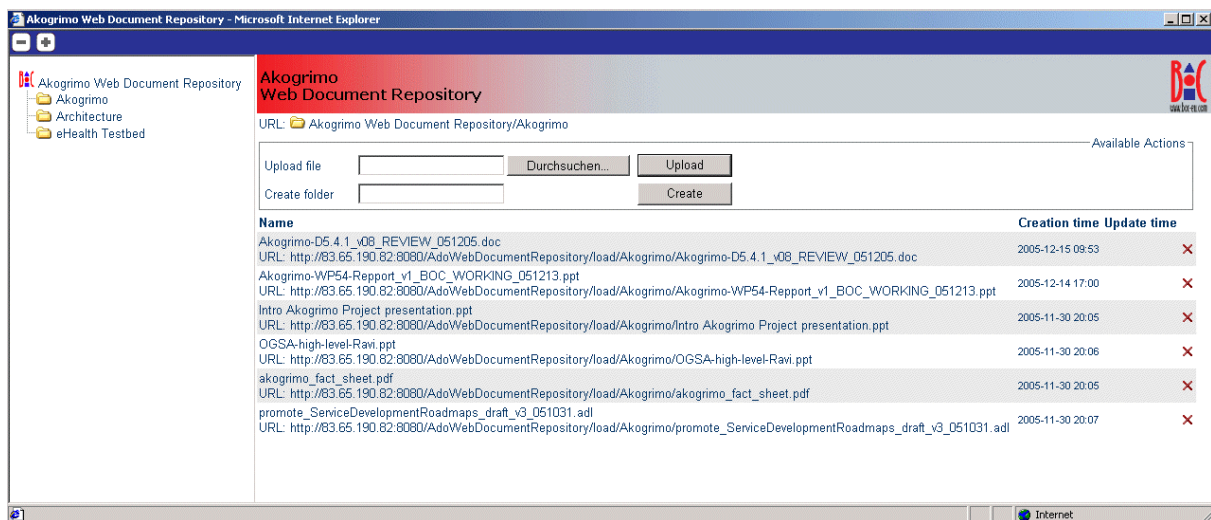 Akogrimo Web Document Repository - Microsoft Internet Explorer
Akogrimo Web Document Repository
Akogrimo
Architecture
eHealth Testbed
Akogrimo
Web Document Repository
BOC
www.boc-eu.com
URL: Akogrimo Web Document Repository/Akogrimo
Available Actions
Upload file Durchsuchen... Upload
Create folder Create
Name Creation time Update time
Akogrimo-D5.4.1_v08_REVIEW_051205.doc
URL: http://83.65.190.82:8080/AdoWebDocumentRepository/load/Akogrimo/Akogrimo-D5.4.1_v08_REVIEW_051205.doc
2005-12-15 09:53
Akogrimo-WP54-Repport_v1_BOC_WORKING_051213.ppt
URL: http://83.65.190.82:8080/AdoWebDocumentRepository/load/Akogrimo/Akogrimo-WP54-Repport_v1_BOC_WORKING_051213.ppt
2005-12-14 17:00
Intro Akogrimo Project presentation.ppt
URL: http://83.65.190.82:8080/AdoWebDocumentRepository/load/Akogrimo/Intro Akogrimo Project presentation.ppt
2005-11-30 20:05
OGSA-high-level-Ravi.ppt
URL: http://83.65.190.82:8080/AdoWebDocumentRepository/load/Akogrimo/OGSA-high-level-Ravi.ppt
2005-11-30 20:06
akogrimo_fact_sheet.pdf
URL: http://83.65.190.82:8080/AdoWebDocumentRepository/load/Akogrimo/akogrimo_fact_sheet.pdf
2005-11-30 20:05
promote_ServiceDevelopmentRoadmaps_draft_v3_051031.adl
URL: http://83.65.190.82:8080/AdoWebDocumentRepository/load/Akogrimo/promote_ServiceDevelopmentRoadmaps_draft_v3_051031.adl
2005-11-30 20:07
Internet